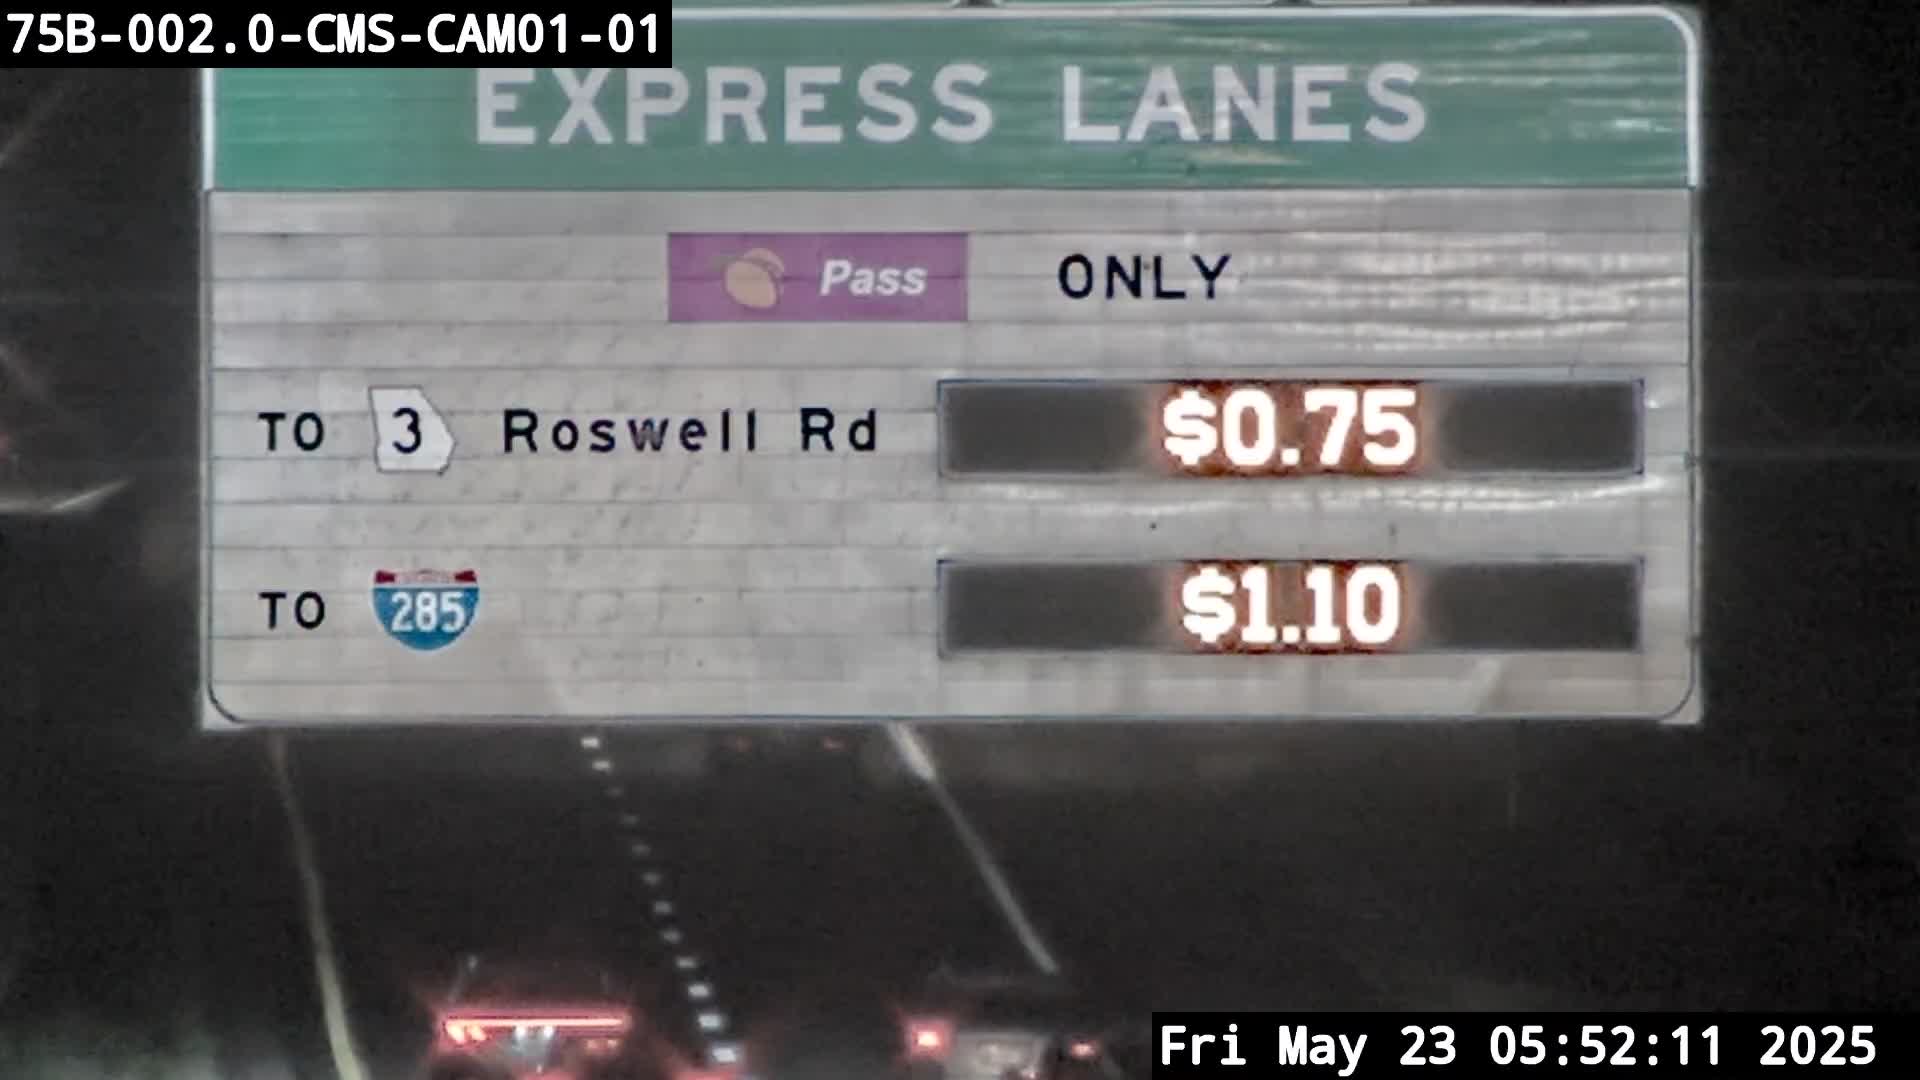 75B-002.0-CMS-CAM01-01
EXPRESS LANES
Pass ONLY
TO 3 Roswell Rd $0.75
TO 285 $1.10
Fri May 23 05:52:11 2025